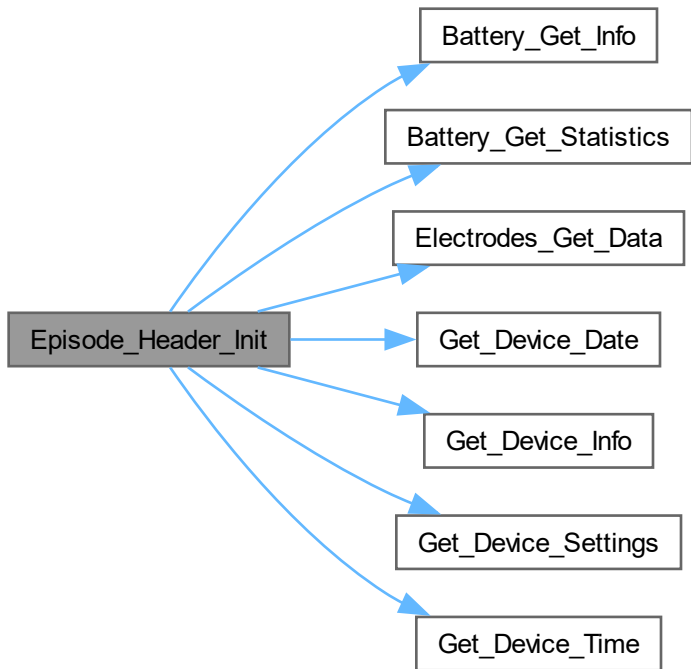 Battery_Get_Info
Battery_Get_Statistics
Electrodes_Get_Data
Episode_Header_Init
Get_Device_Date
Get_Device_Info
Get_Device_Settings
Get_Device_Time